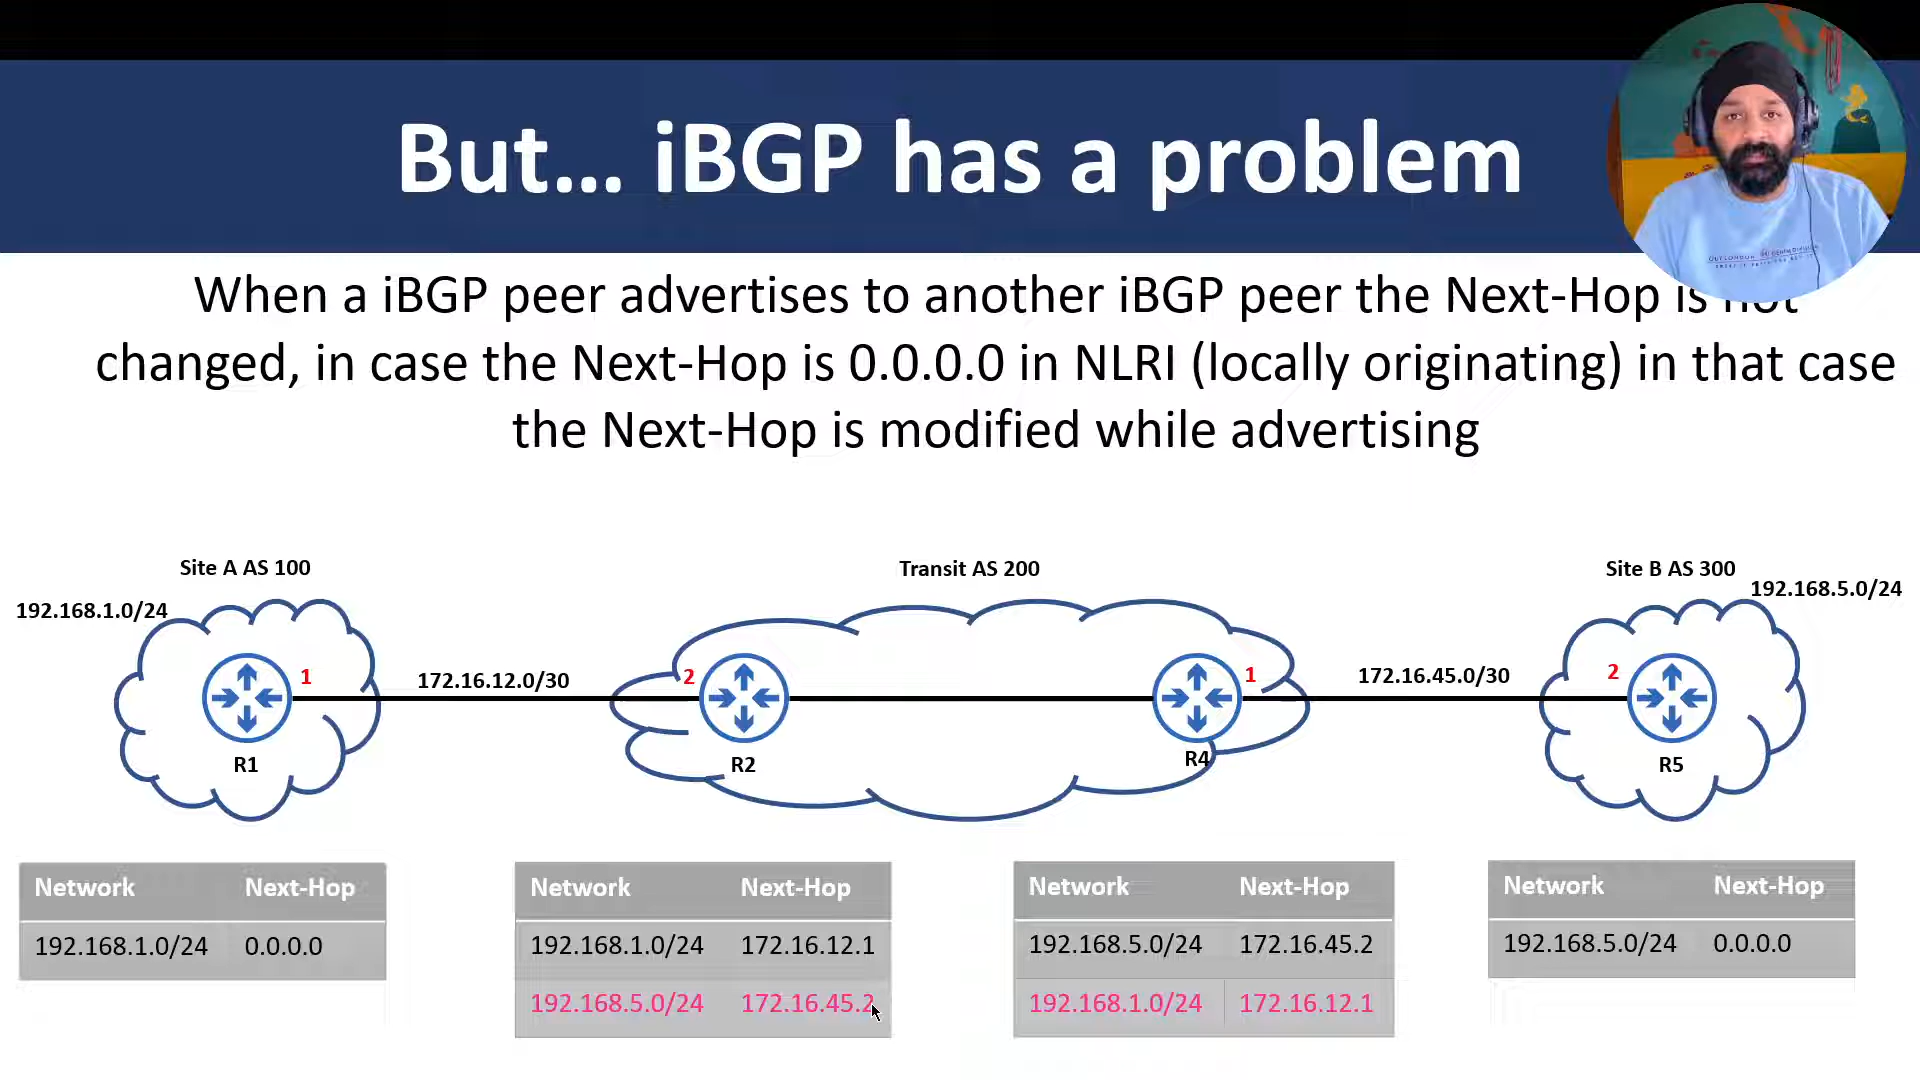 But... iBGP has a problem
When a iBGP peer advertises to another iBGP peer the Next-Hop is not
changed, in case the Next-Hop is 0.0.0.0 in NLRI (locally originating) in that case
the Next-Hop is modified while advertising
Site A AS 100
Transit AS 200
Site B AS 300
192.168.1.0/24
192.168.5.0/24
1
172.16.12.0/30
2
1
172.16.45.0/30
2
R1
R2
R4
R5
Network Next-Hop
192.168.1.0/24 0.0.0.0
Network Next-Hop
192.168.1.0/24 172.16.12.1
192.168.5.0/24 172.16.45.2
Network Next-Hop
192.168.5.0/24 172.16.45.2
192.168.1.0/24 172.16.12.1
Network Next-Hop
192.168.5.0/24 0.0.0.0